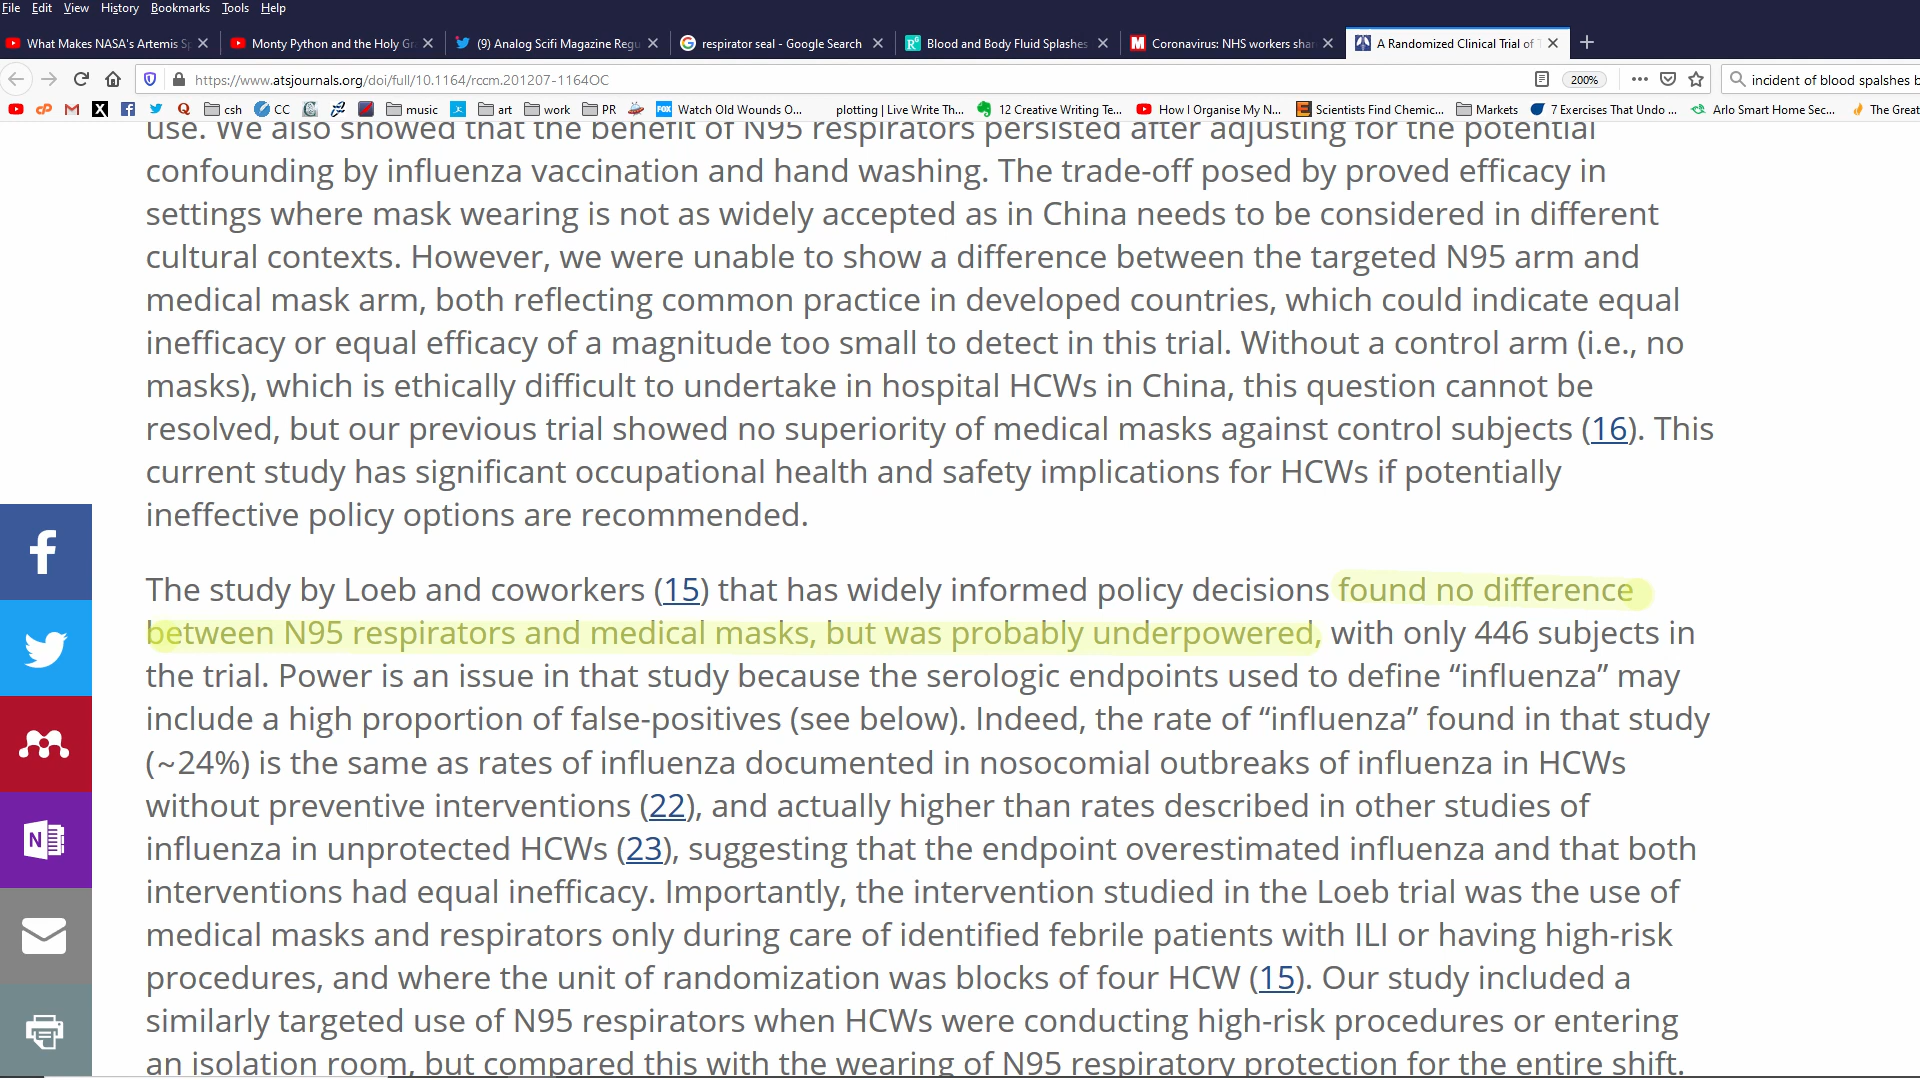 File Edit View History Bookmarks Tools Help
What Makes NASA's Artemis Sp
Monty Python and the Holy Gr
(9) Analog Scifi Magazine Regu
respirator seal - Google Search
Blood and Body Fluid Splashes
Coronavirus: NHS workers shar
A Randomized Clinical Trial of T
https://www.atsjournals.org/doi/full/10.1164/rccm.201207-1164OC
200%
incident of blood spalshes b
csh CC music art work PR FOX Watch Old Wounds O... plotting | Live Write Th... 12 Creative Writing Te... How I Organise My N... Scientists Find Chemic... Markets 7 Exercises That Undo ... Arlo Smart Home Sec... The Great
use. We also showed that the benefit of N95 respirators persisted after adjusting for the potential
confounding by influenza vaccination and hand washing. The trade-off posed by proved efficacy in
settings where mask wearing is not as widely accepted as in China needs to be considered in different
cultural contexts. However, we were unable to show a difference between the targeted N95 arm and
medical mask arm, both reflecting common practice in developed countries, which could indicate equal
inefficacy or equal efficacy of a magnitude too small to detect in this trial. Without a control arm (i.e., no
masks), which is ethically difficult to undertake in hospital HCWs in China, this question cannot be
resolved, but our previous trial showed no superiority of medical masks against control subjects (16). This
current study has significant occupational health and safety implications for HCWs if potentially
ineffective policy options are recommended.
The study by Loeb and coworkers (15) that has widely informed policy decisions found no difference
between N95 respirators and medical masks, but was probably underpowered, with only 446 subjects in
the trial. Power is an issue in that study because the serologic endpoints used to define “influenza” may
include a high proportion of false-positives (see below). Indeed, the rate of “influenza” found in that study
(~24%) is the same as rates of influenza documented in nosocomial outbreaks of influenza in HCWs
without preventive interventions (22), and actually higher than rates described in other studies of
influenza in unprotected HCWs (23), suggesting that the endpoint overestimated influenza and that both
interventions had equal inefficacy. Importantly, the intervention studied in the Loeb trial was the use of
medical masks and respirators only during care of identified febrile patients with ILI or having high-risk
procedures, and where the unit of randomization was blocks of four HCW (15). Our study included a
similarly targeted use of N95 respirators when HCWs were conducting high-risk procedures or entering
an isolation room, but compared this with the wearing of N95 respiratory protection for the entire shift.